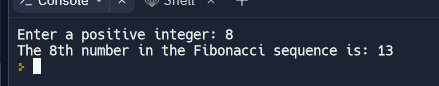 Console
Shell
Enter a positive integer: 8
The 8th number in the Fibonacci sequence is: 13
>